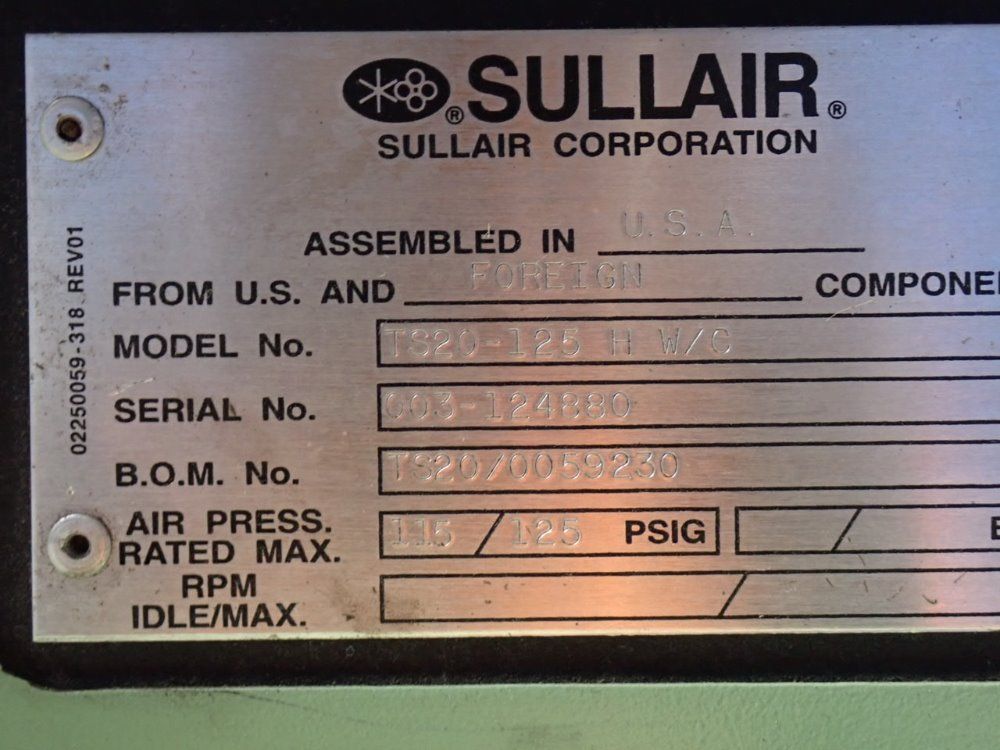 ® SULLAIR®
SULLAIR CORPORATION
ASSEMBLED IN U.S.A.
FROM U.S. AND FOREIGN COMPONE
MODEL No. TS20-125 H W/C
SERIAL No. 003-124880
B.O.M. No. TS20/0059230
AIR PRESS. RATED MAX. 115 / 125 PSIG /
RPM IDLE/MAX. /
02250059-318 REV01